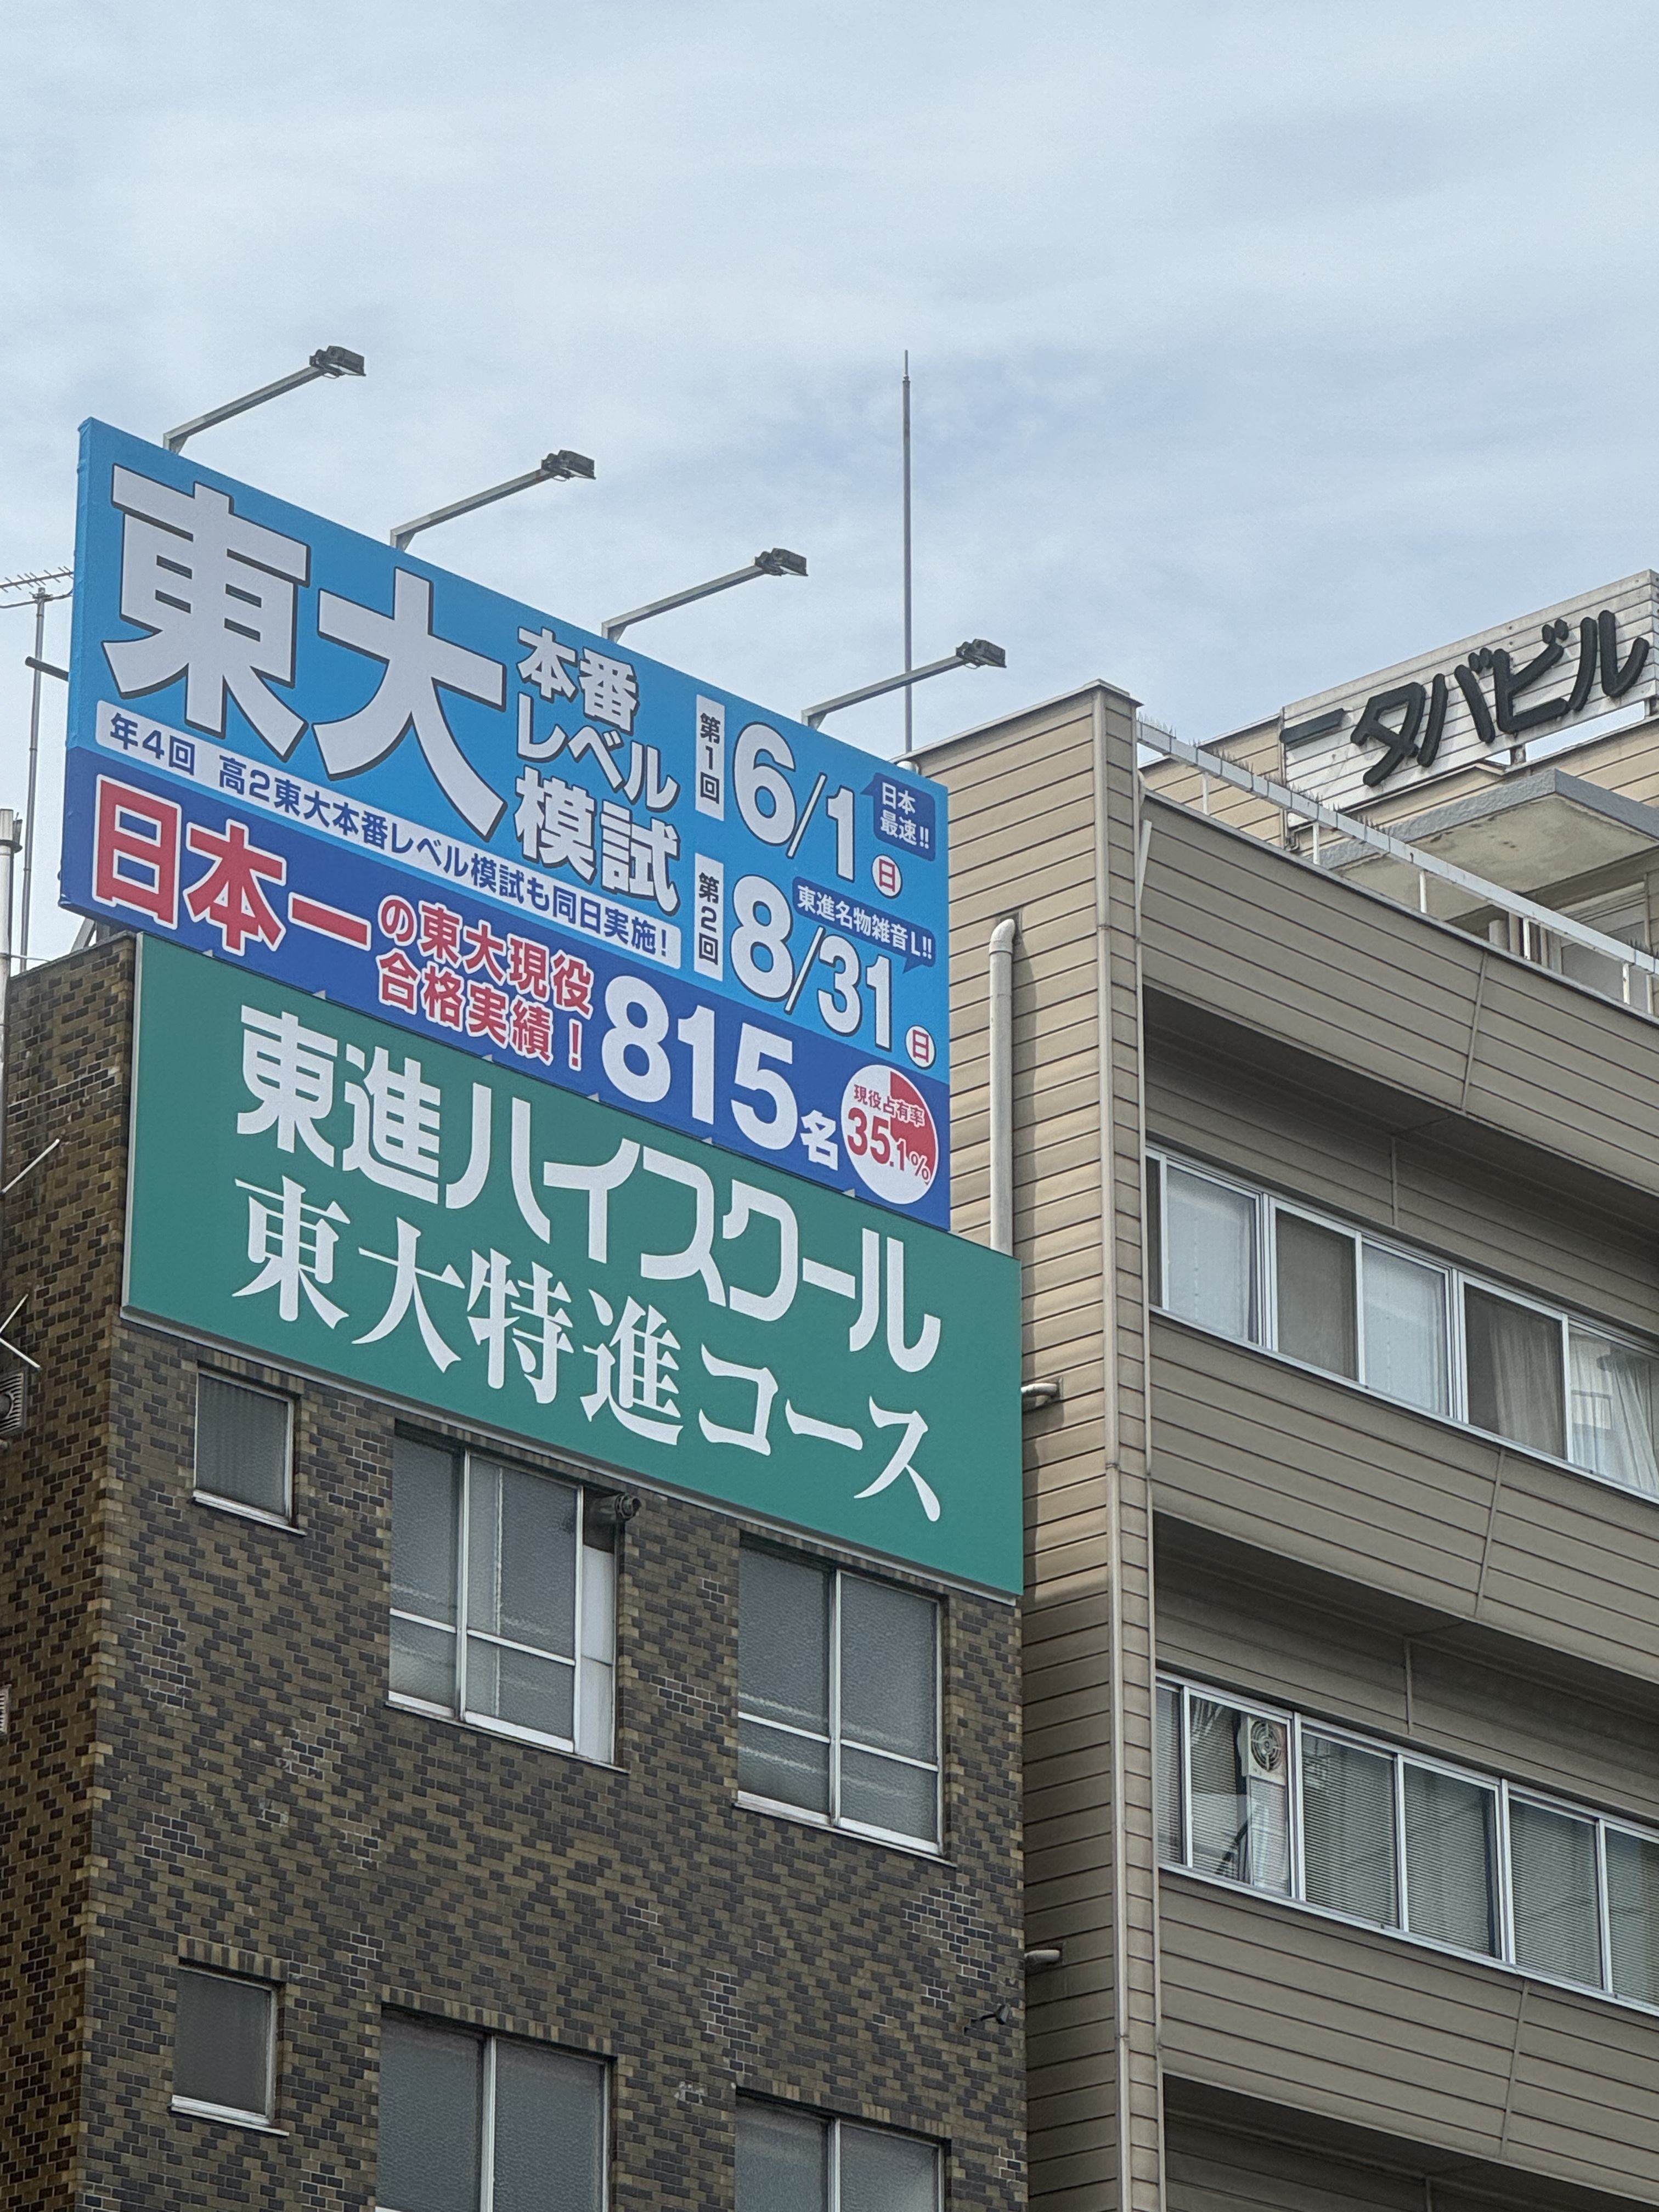 東大
本番
レベル
模試
第1回
6/1
日
日本
最速!!
第2回
8/31
日
東進名物雑音L!!
年4回 高2東大本番レベル模試も同日実施!
日本一の東大現役
合格実績!
815名
現役占有率
35.1%
東進ハイスクール
東大特進コース
ニタバビル